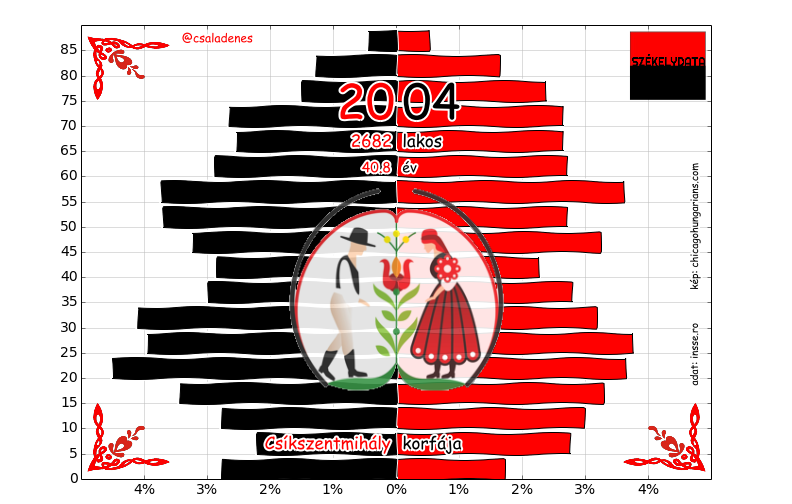 @csaladenes
SZÉKELYDATA
2004
2682 lakos
40.8 év
kép: chicagohungarians.com
adat: insse.ro
Csíkszentmihály korfája
85
80
75
70
65
60
55
50
45
40
35
30
25
20
15
10
5
0
4% 3% 2% 1% 0% 1% 2% 3% 4%